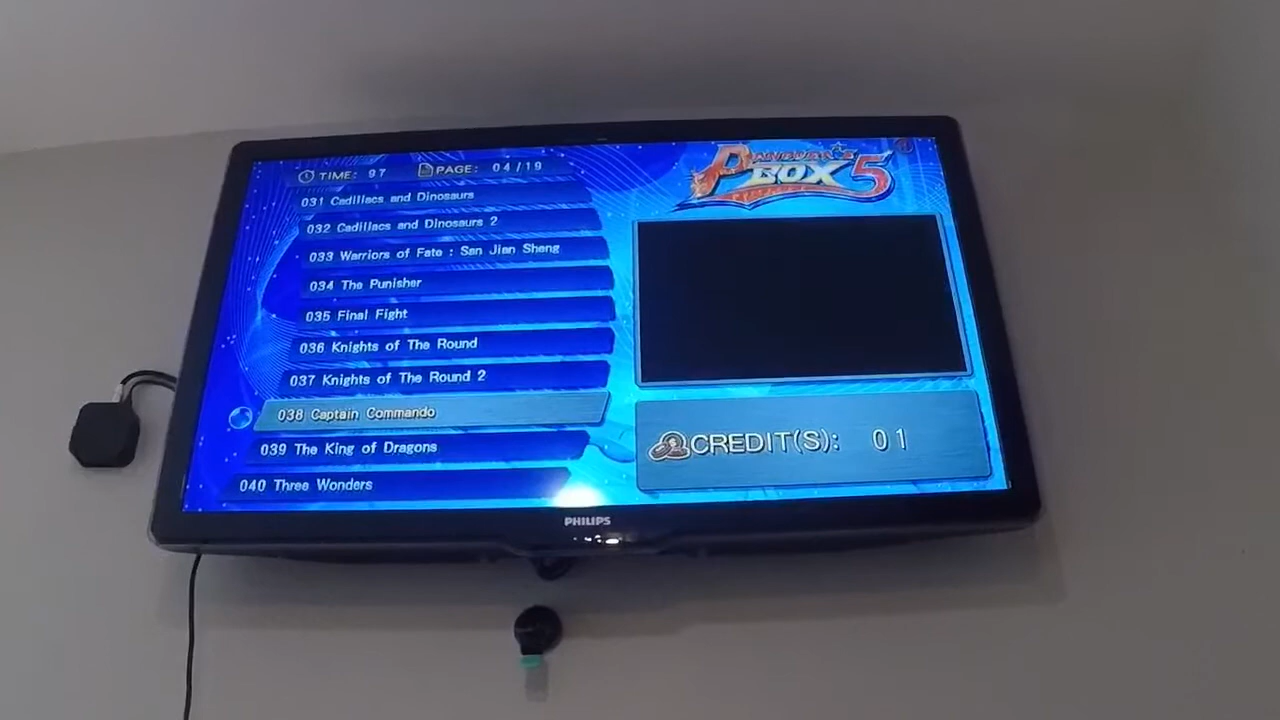 TIME: 97 PAGE: 04/19
031 Cadillacs and Dinosaurs
032 Cadillacs and Dinosaurs 2
033 Warriors of Fate : San Jian Sheng
034 The Punisher
035 Final Fight
036 Knights of The Round
037 Knights of The Round 2
038 Captain Commando
039 The King of Dragons
040 Three Wonders
BOX 5
CREDIT(S): 01
PHILIPS